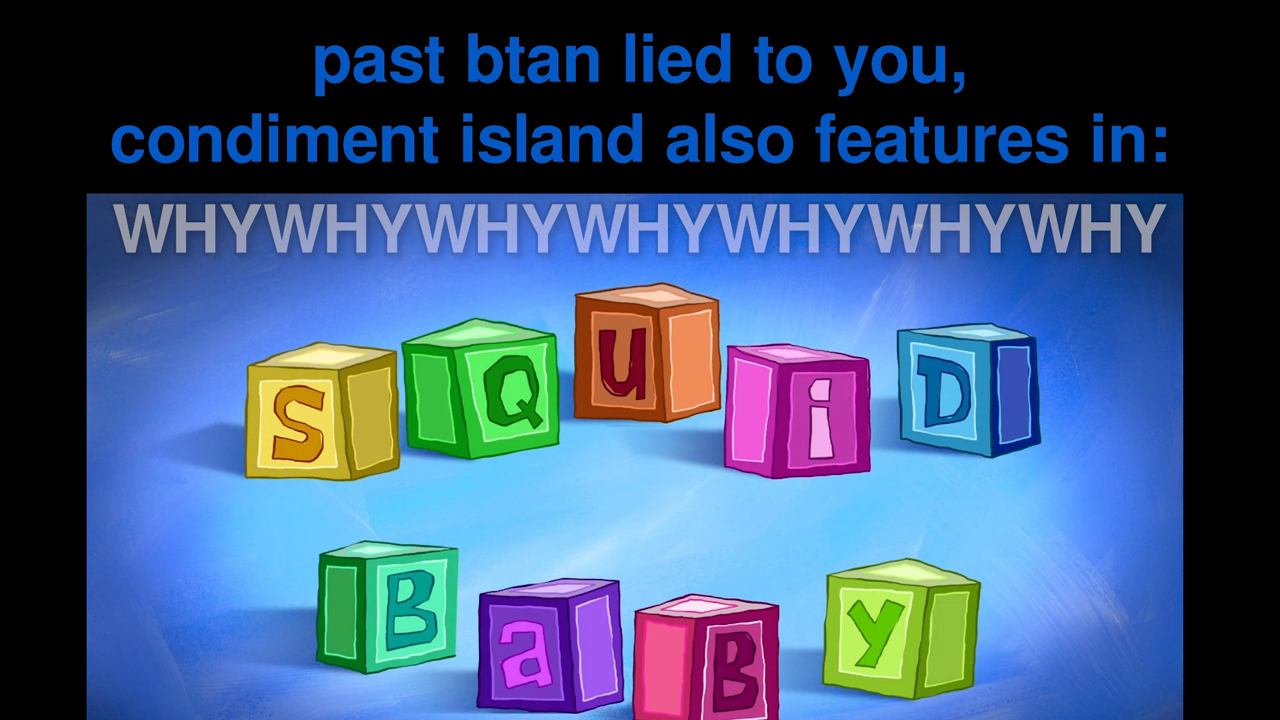 past btan lied to you,
condiment island also features in:
WHYWHYWHYWHYWHYWHYWHY
SQUiD
BaBy